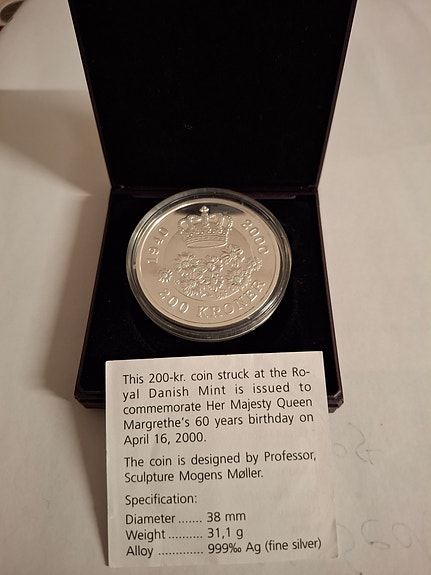 1940 2000
200 KRONER
This 200-kr. coin struck at the Ro-
yal Danish Mint is issued to
commemorate Her Majesty Queen
Margrethe's 60 years birthday on
April 16, 2000.
The coin is designed by Professor,
Sculpture Mogens Møller.
Specification:
Diameter ....... 38 mm
Weight .......... 31,1 g
Alloy ............. 999‰ Ag (fine silver)